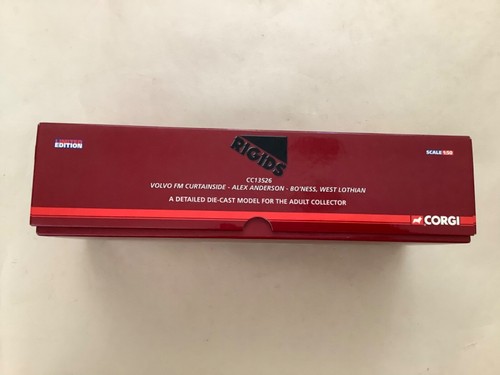 LIMITED
EDITION
RIGIDS
SCALE 1:50
CC13526
VOLVO FM CURTAINSIDE - ALEX ANDERSON - BO'NESS, WEST LOTHIAN
A DETAILED DIE-CAST MODEL FOR THE ADULT COLLECTOR
CORGI